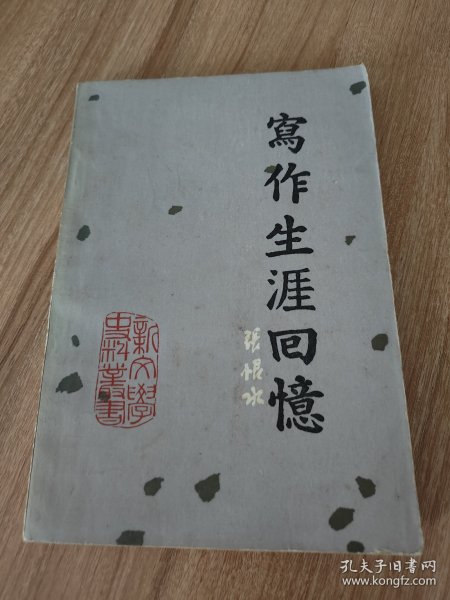 寫作生涯回憶
張恨水
新文學
史料叢書
孔夫子旧书网
www.kongfz.com